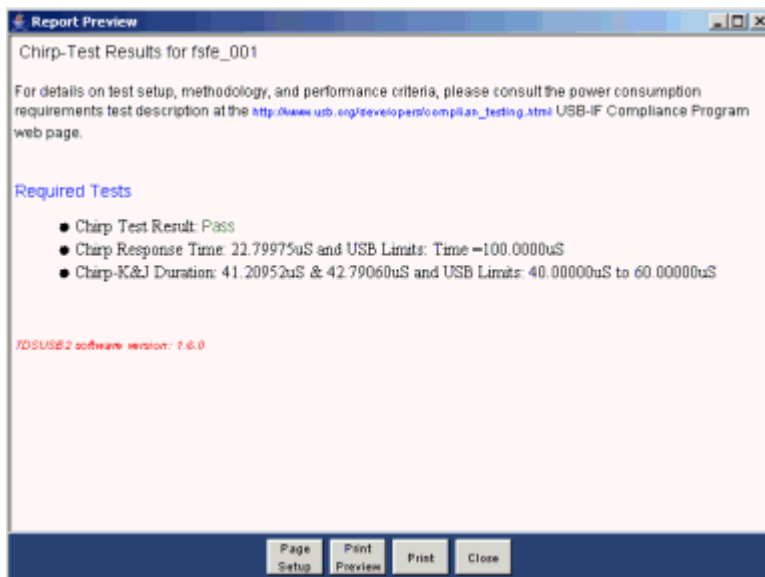 Report Preview
Chirp-Test Results for fsfe_001
For details on test setup, methodology, and performance criteria, please consult the power consumption
requirements test description at the http://www.usb.org/developers/complian_testing.html USB-IF Compliance Program
web page.
Required Tests
● Chirp Test Result: Pass
● Chirp Response Time: 22.79975uS and USB Limits: Time =100.0000uS
● Chirp-K&J Duration: 41.20952uS & 42.79060uS and USB Limits: 40.00000uS to 60.00000uS
TDSUSB2 software version: 1.6.0
Page Setup
Print Preview
Print
Close